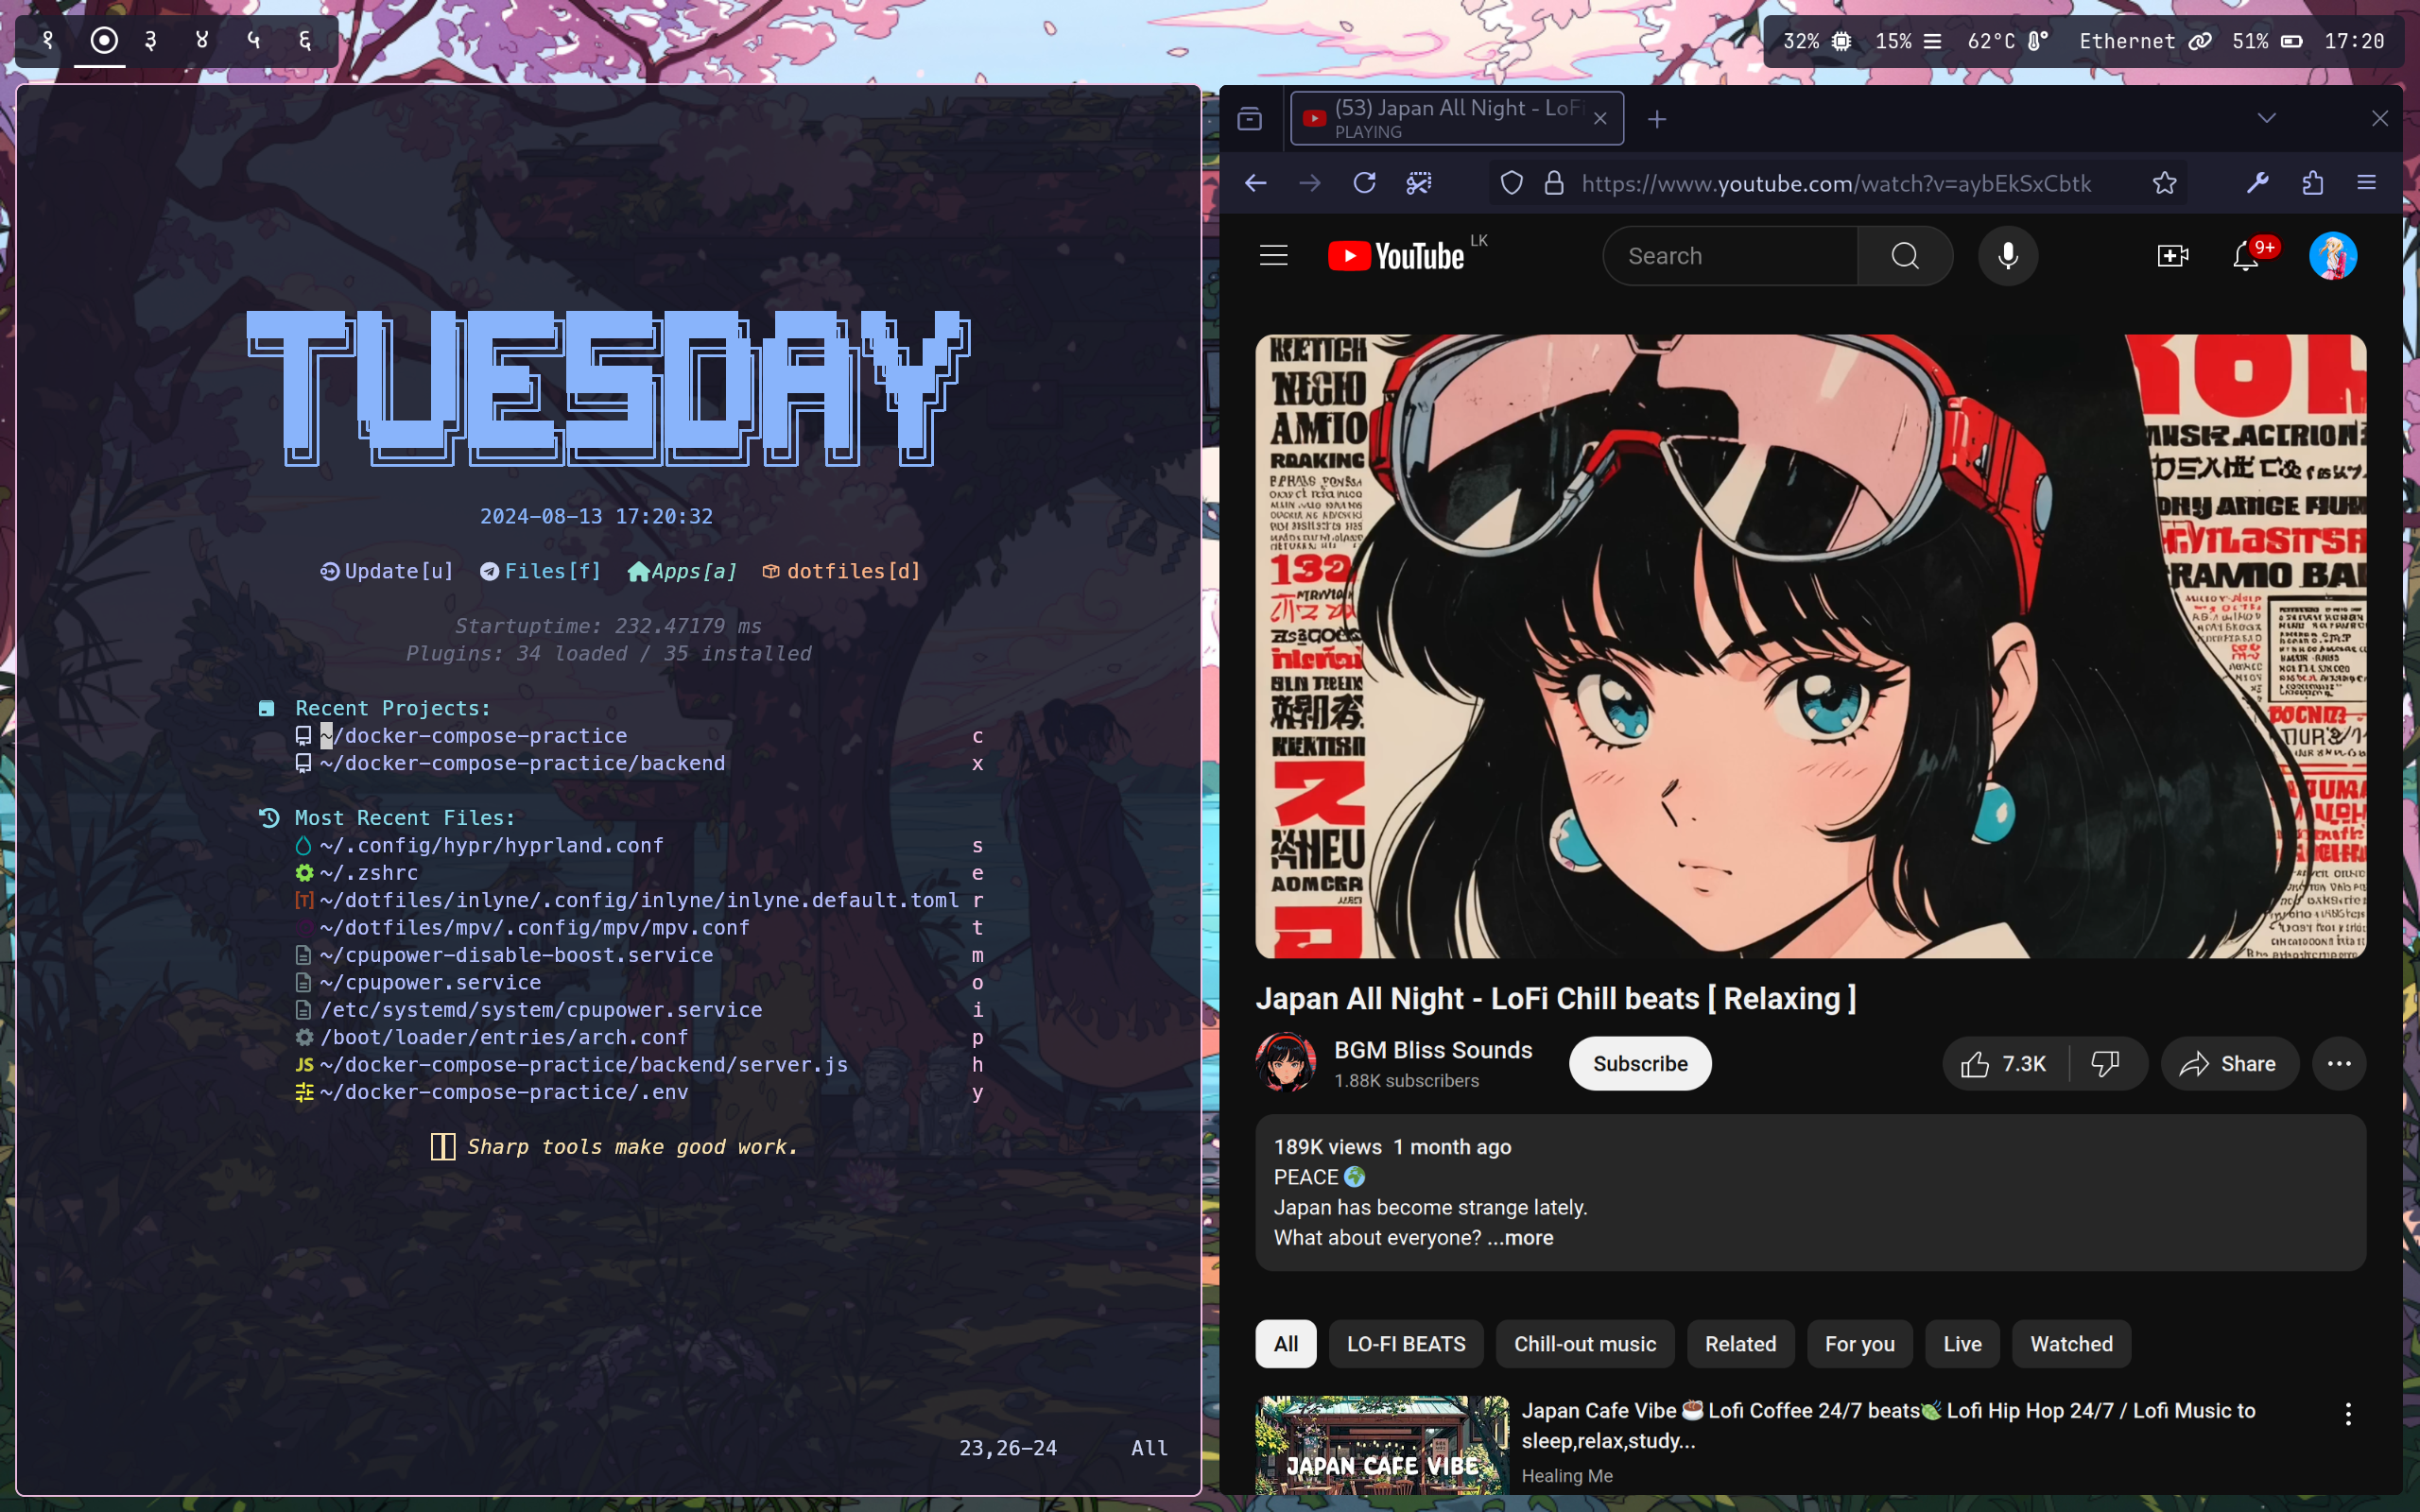 १ ३ ४ ५ ६
32% 15% 62°C Ethernet 51% 17:20
TUESDAY
2024-08-13 17:20:32
Update[u] Files[f] Apps[a] dotfiles[d]
Startuptime: 232.47179 ms
Plugins: 34 loaded / 35 installed
Recent Projects:
~/docker-compose-practice c
~/docker-compose-practice/backend x
Most Recent Files:
~/.config/hypr/hyprland.conf s
~/.zshrc e
[T] ~/dotfiles/inlyne/.config/inlyne/inlyne.default.toml r
~/dotfiles/mpv/.config/mpv/mpv.conf t
~/cpupower-disable-boost.service m
~/cpupower.service o
/etc/systemd/system/cpupower.service i
/boot/loader/entries/arch.conf p
JS ~/docker-compose-practice/backend/server.js h
~/docker-compose-practice/.env y
Sharp tools make good work.
23,26-24 All
(53) Japan All Night - LoFi
PLAYING
https://www.youtube.com/watch?v=aybEkSxCbtk
YouTube LK
Search
9+
NECIO
AMIO
132
Japan All Night - LoFi Chill beats [ Relaxing ]
BGM Bliss Sounds
1.88K subscribers
Subscribe
7.3K
Share
189K views 1 month ago
PEACE 🌍
Japan has become strange lately.
What about everyone? ...more
All LO-FI BEATS Chill-out music Related For you Live Watched
JAPAN CAFE VIBE
Japan Cafe Vibe ☕ Lofi Coffee 24/7 beats🍃 Lofi Hip Hop 24/7 / Lofi Music to
sleep,relax,study...
Healing Me